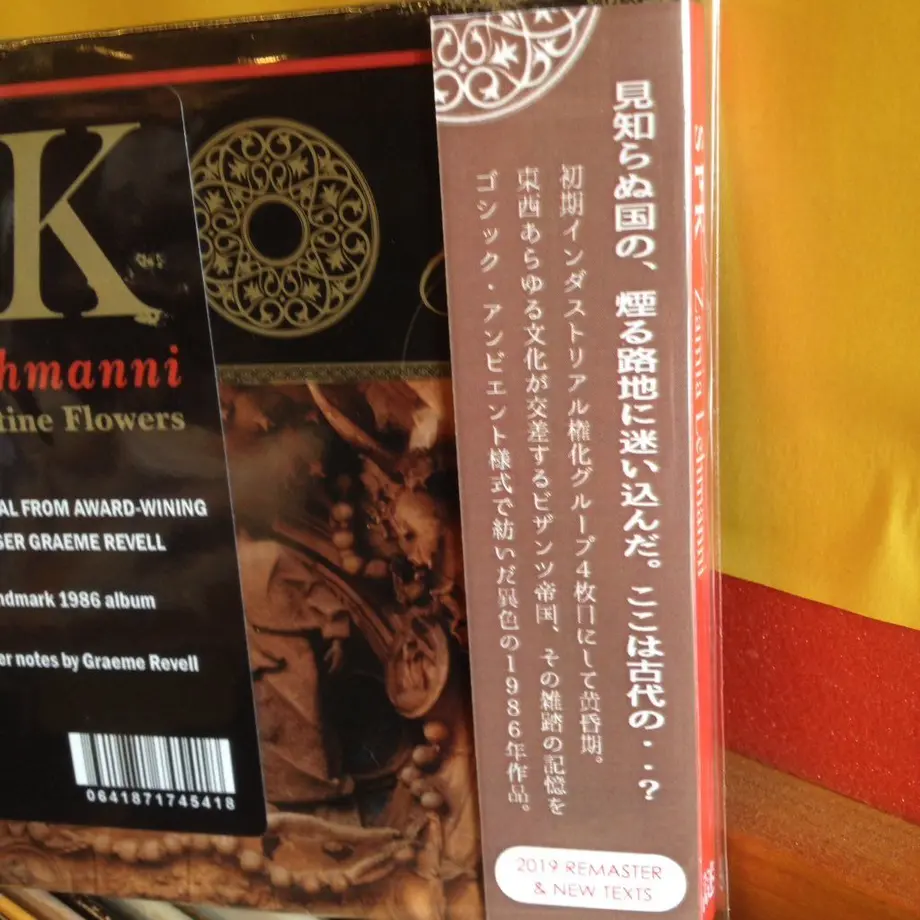 K
hmanni
tine Flowers
AL FROM AWARD-WINING
SER GRAEME REVELL
ndmark 1986 album
er notes by Graeme Revell
0641871745418
見知らぬ国の、煙る路地に迷い込んだ。ここは古代の・・?
初期インダストリアル権化グループ4枚目にして黄昏期。
東西あらゆる文化が交差するビザンツ帝国、その雑踏の記憶を
ゴシック・アンビエント様式で紡いだ異色の1986年作品。
2019 REMASTER
& NEW TEXTS
SPK Zamia Lehmanni